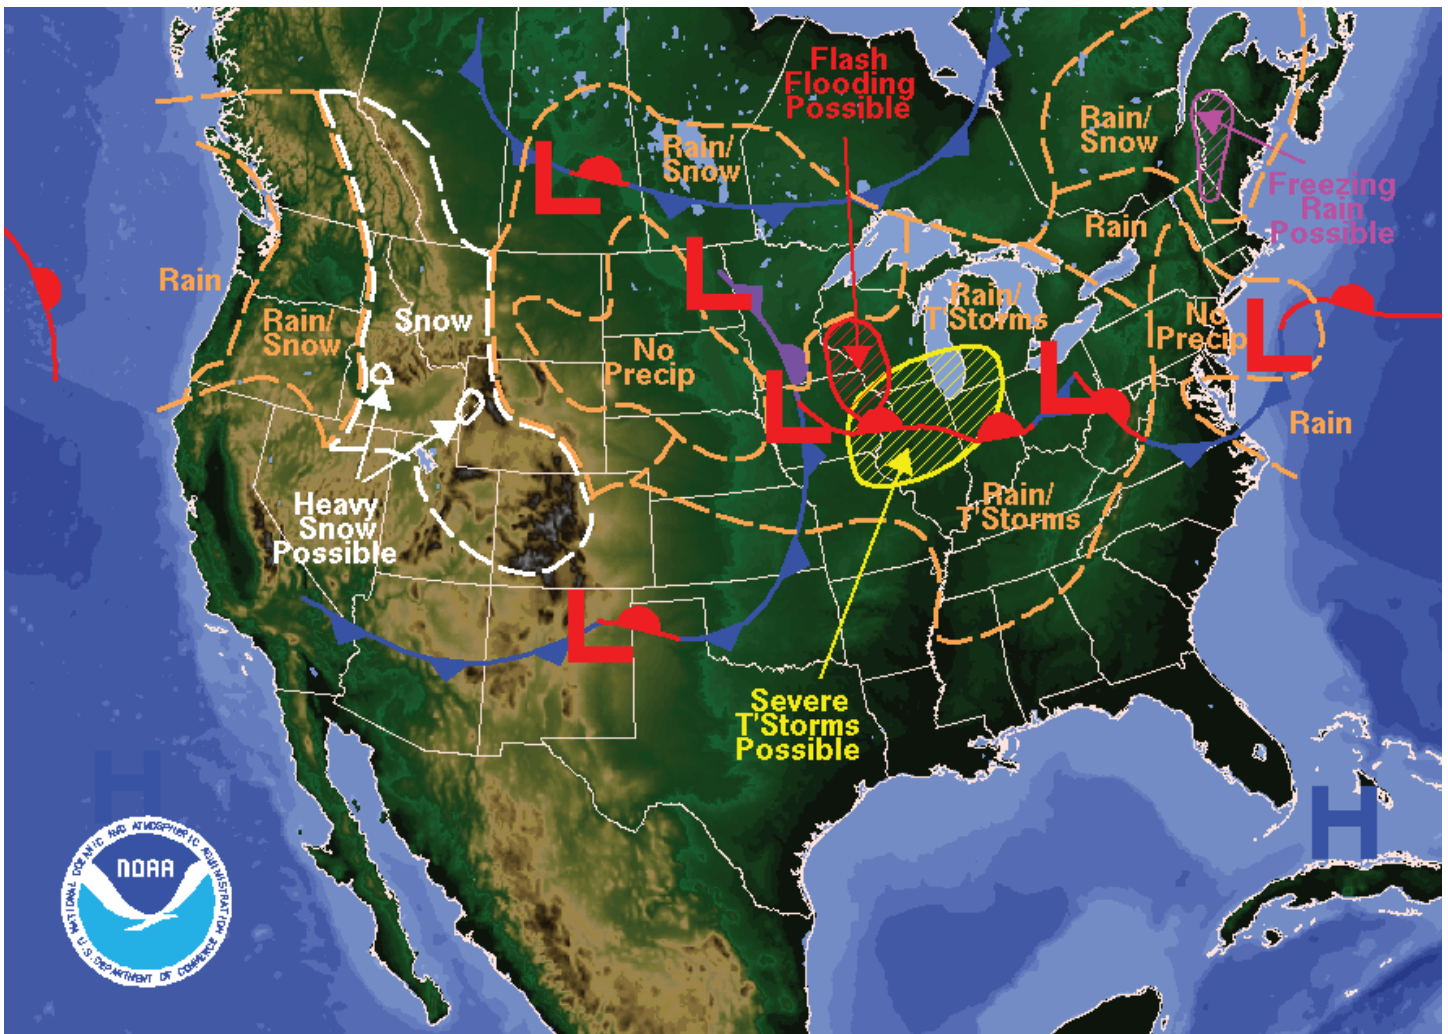 Flash
Flooding
Possible
Rain/
Snow
Rain/
Snow
Freezing
Rain
Possible
Rain
L
L
Rain
Rain/
Snow
Snow
No
Precip
Rain/
T'Storms
No
Precip
L
L
L
Rain
Heavy
Snow
Possible
Rain/
T'Storms
L
Severe
T'Storms
Possible
H
H
NATIONAL OCEANIC AND ATMOSPHERIC ADMINISTRATION
NOAA
U.S. DEPARTMENT OF COMMERCE